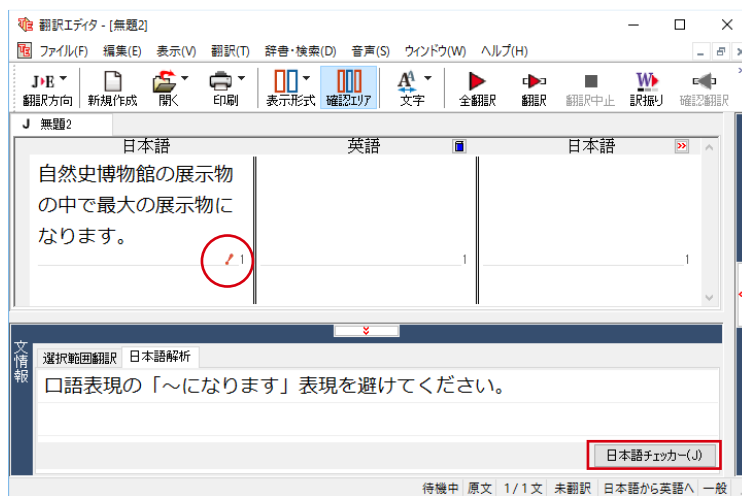 翻訳エディタ - [無題2]
ファイル(F) 編集(E) 表示(V) 翻訳(T) 辞書・検索(D) 音声(S) ウィンドウ(W) ヘルプ(H)
J▸E
翻訳方向 新規作成 開く 印刷 表示形式 確認エリア 文字 全翻訳 翻訳 翻訳中止 訳振り 確認翻訳
J 無題2
日本語 英語 日本語
自然史博物館の展示物
の中で最大の展示物に
なります。
1 1 1
文情報
選択範囲翻訳 日本語解析
口語表現の「～になります」表現を避けてください。
日本語チェッカー(J)
待機中 原文 1/1文 未翻訳 日本語から英語へ 一般